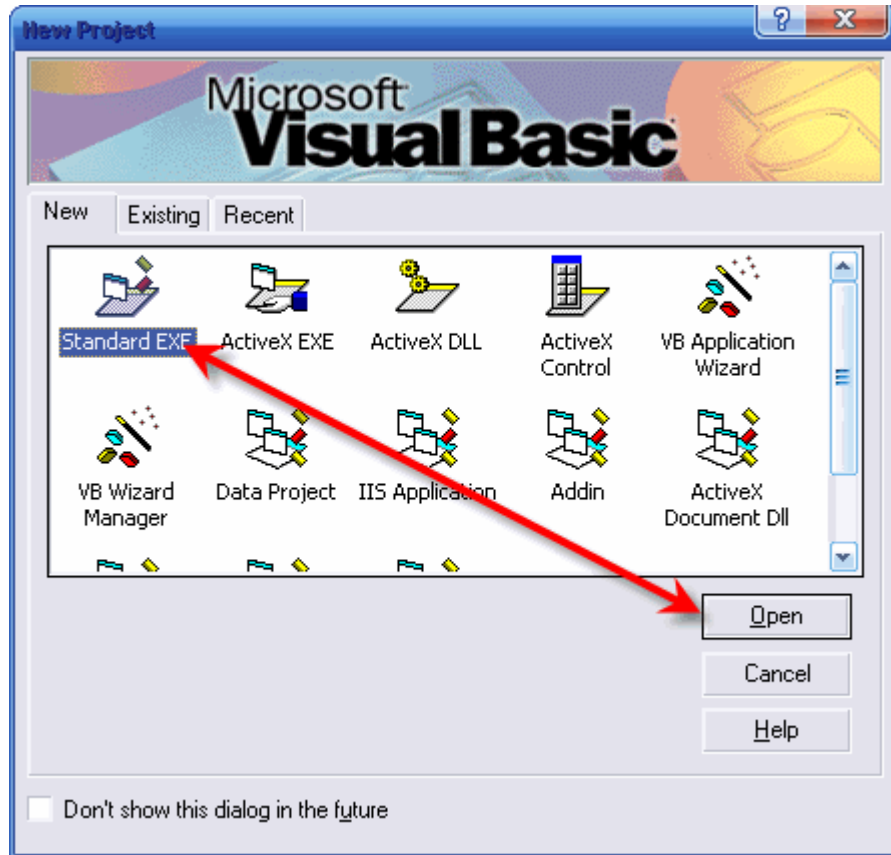 New Project
?
X
Microsoft
Visual Basic
New Existing Recent
Standard EXE ActiveX EXE ActiveX DLL ActiveX Control VB Application Wizard
VB Wizard Manager Data Project IIS Application Addin ActiveX Document Dll
Open
Cancel
Help
Don't show this dialog in the future